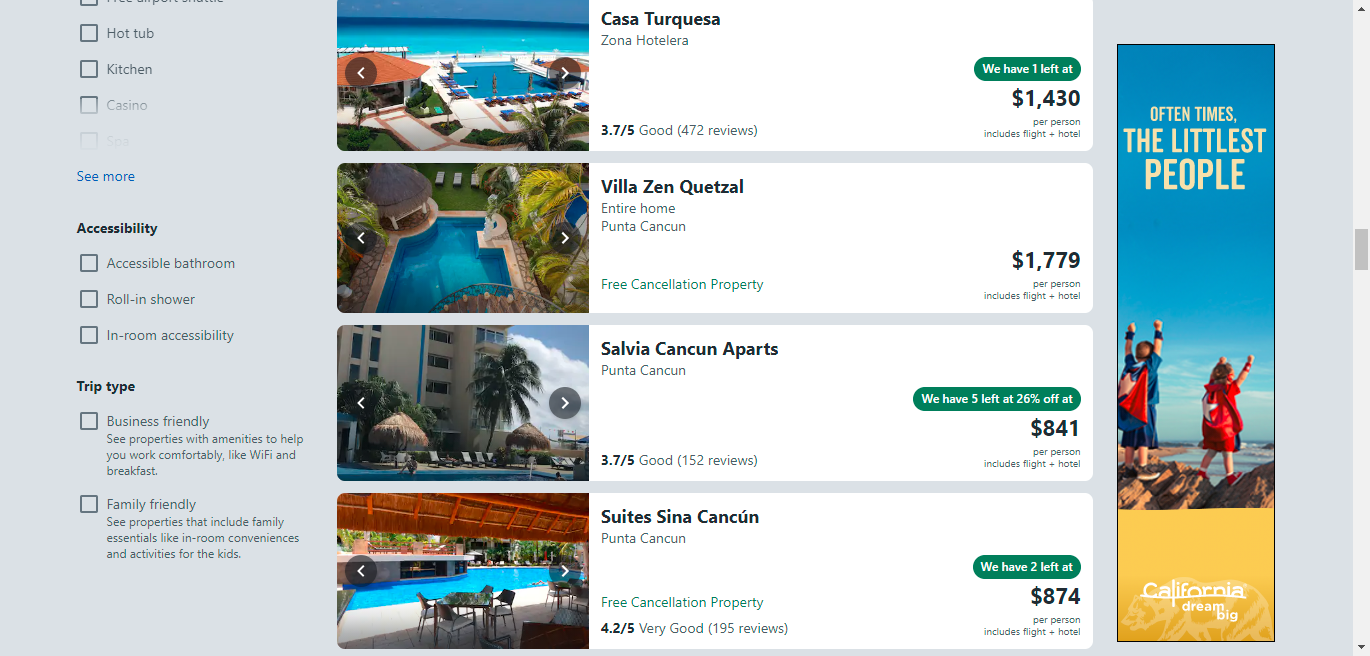 Free airport shuttle
Hot tub
Kitchen
Casino
Spa
See more
Accessibility
Accessible bathroom
Roll-in shower
In-room accessibility
Trip type
Business friendly
See properties with amenities to help
you work comfortably, like WiFi and
breakfast.
Family friendly
See properties that include family
essentials like in-room conveniences
and activities for the kids.
Casa Turquesa
Zona Hotelera
We have 1 left at
$1,430
per person
includes flight + hotel
3.7/5 Good (472 reviews)
Villa Zen Quetzal
Entire home
Punta Cancun
$1,779
per person
includes flight + hotel
Free Cancellation Property
Salvia Cancun Aparts
Punta Cancun
We have 5 left at 26% off at
$841
per person
includes flight + hotel
3.7/5 Good (152 reviews)
Suites Sina Cancún
Punta Cancun
We have 2 left at
$874
per person
includes flight + hotel
Free Cancellation Property
4.2/5 Very Good (195 reviews)
OFTEN TIMES,
THE LITTLEST
PEOPLE
California
dream
big